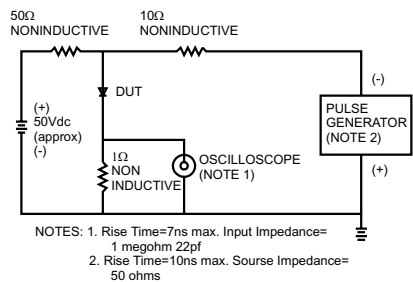 50Ω
NONINDUCTIVE
10Ω
NONINDUCTIVE
(+)
50Vdc
(approx)
(-)
DUT
1Ω
NON
INDUCTIVE
OSCILLOSCOPE
(NOTE 1)
(-)
PULSE
GENERATOR
(NOTE 2)
(+)
NOTES: 1. Rise Time=7ns max. Input Impedance=
1 megohm 22pf
2. Rise Time=10ns max. Sourse Impedance=
50 ohms